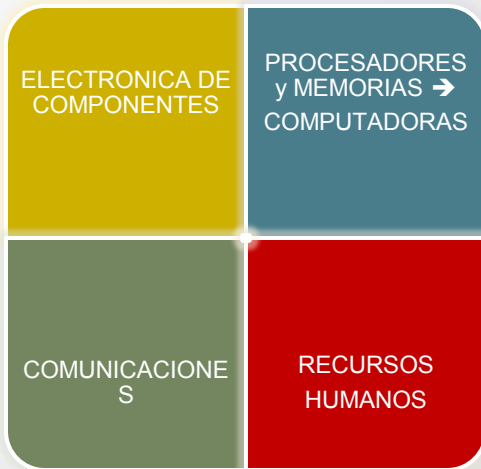 ELECTRONICA DE
COMPONENTES
PROCESADORES
y MEMORIAS ➔
COMPUTADORAS
COMUNICACIONE
S
RECURSOS
HUMANOS